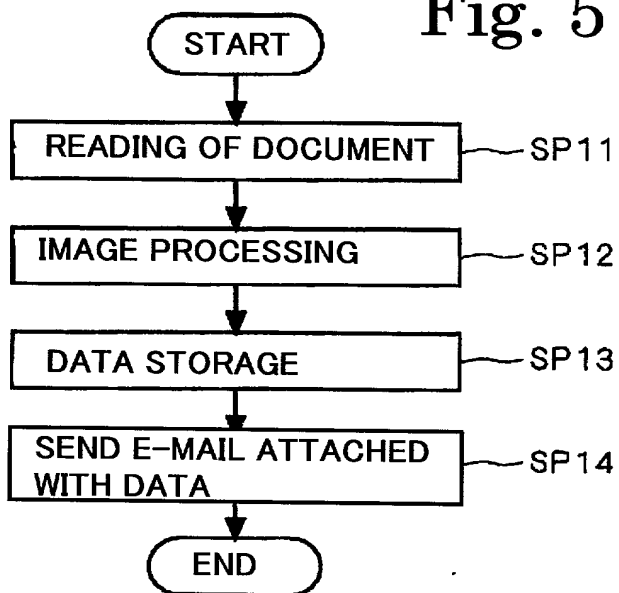 Fig. 5
START
READING OF DOCUMENT
SP11
IMAGE PROCESSING
SP12
DATA STORAGE
SP13
SEND E-MAIL ATTACHED
WITH DATA
SP14
END